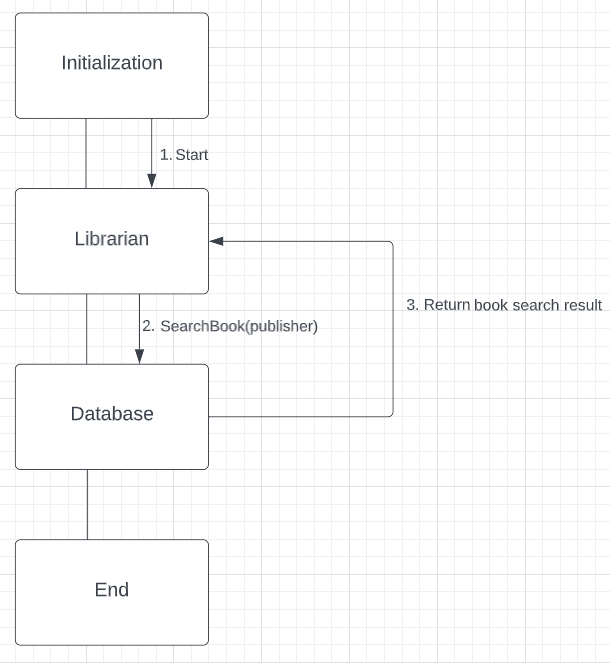 Initialization
1. Start
Librarian
2. SearchBook(publisher)
3. Return book search result
Database
End